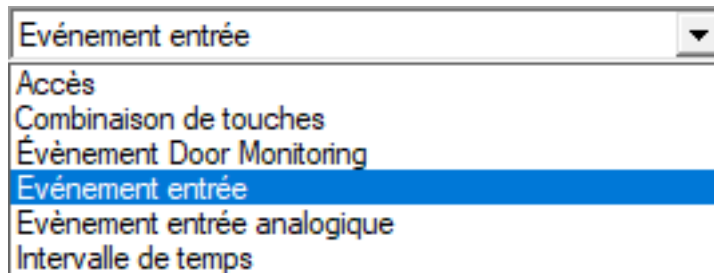 Evénement entrée
Accès
Combinaison de touches
Évènement Door Monitoring
Evénement entrée
Evènement entrée analogique
Intervalle de temps